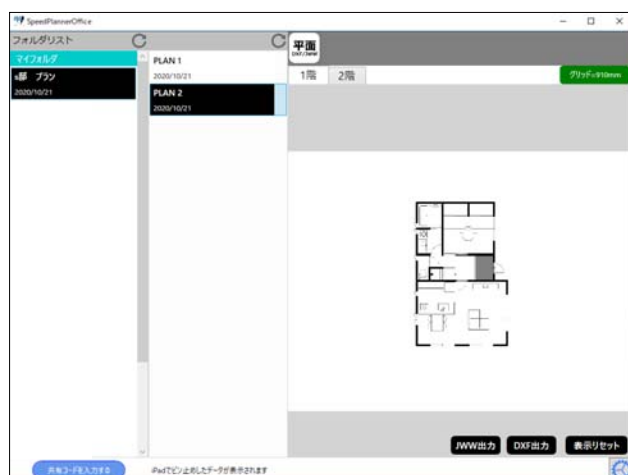 SpeedPlannerOffice
フォルダリスト
マイフォルダ
s部 プラン
2020/10/21
PLAN 1
2020/10/21
PLAN 2
2020/10/21
平面
DXF/JWW
1階 2階
グリッド=910mm
JWW出力 DXF出力 表示リセット
共有コードを入力する
iPadでピン止めしたデータが表示されます